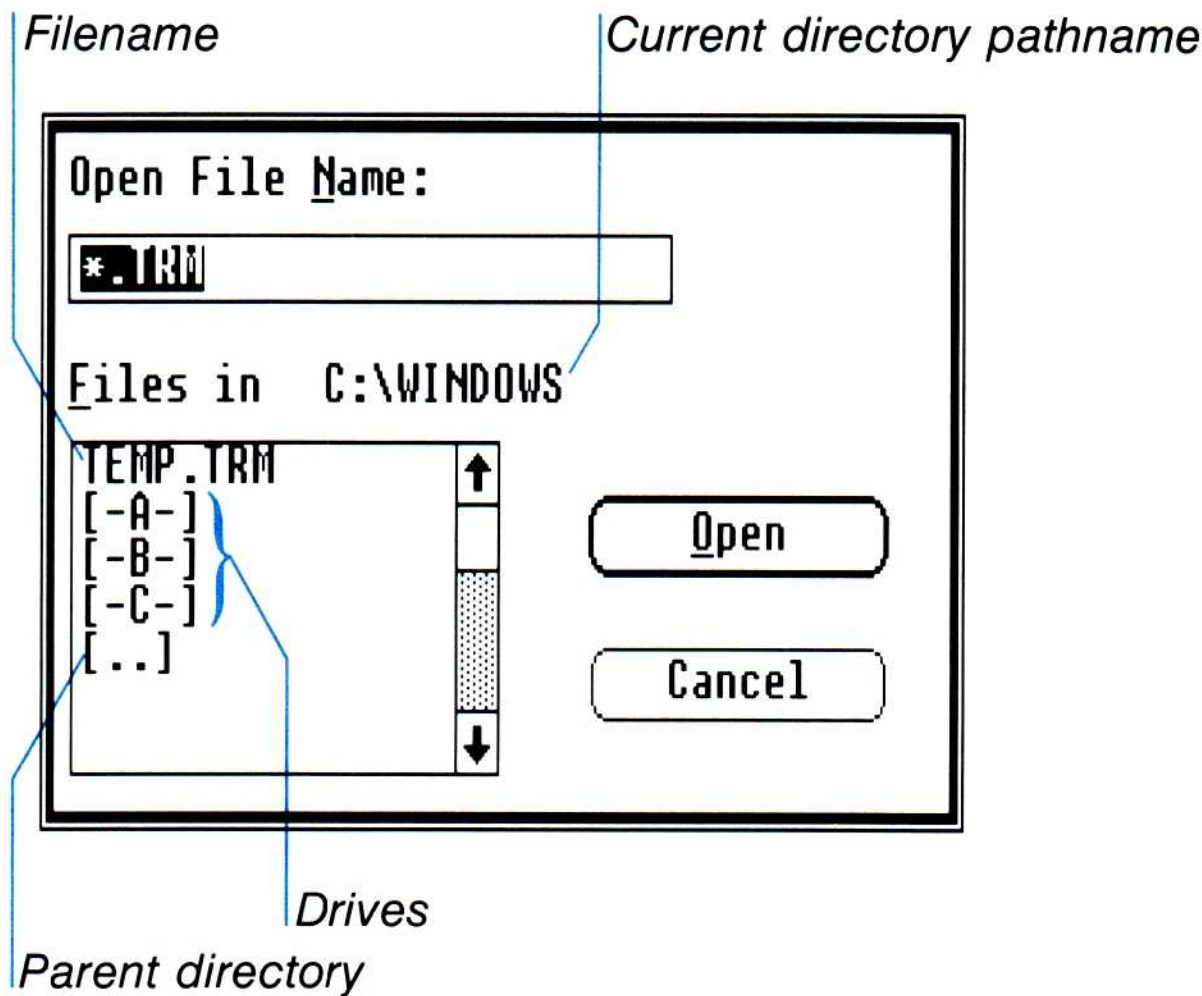 Filename
Current directory pathname
Open File Name:
*.TRM
Files in C:\WINDOWS
TEMP.TRM
[-A-]
[-B-]
[-C-]
[..]
Open
Cancel
Drives
Parent directory